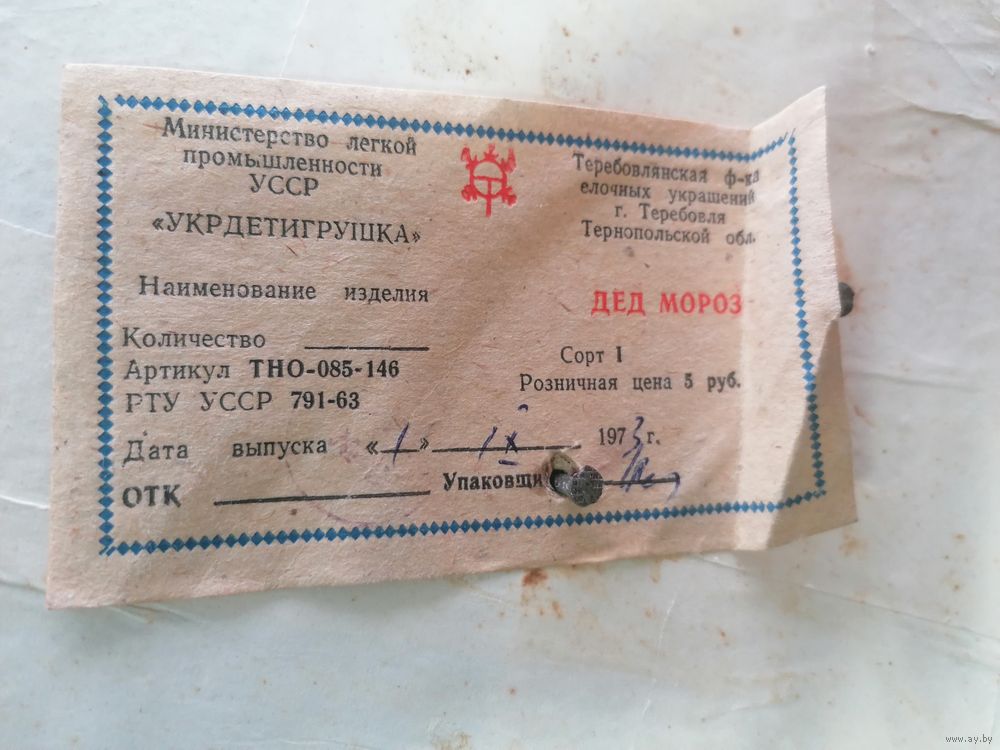 Министерство легкой
промышленности
УССР
«УКРДЕТИГРУШКА»
Теребовлянская ф-ка
елочных украшений
г. Теребовля
Тернопольской обл.
Наименование изделия
ДЕД МОРОЗ
Количество
Артикул ТНО-085-146
РТУ УССР 791-63
Сорт I
Розничная цена 5 руб.
Дата выпуска «1» IX 1973 г.
ОТК
Упаковщи
www.ay.by